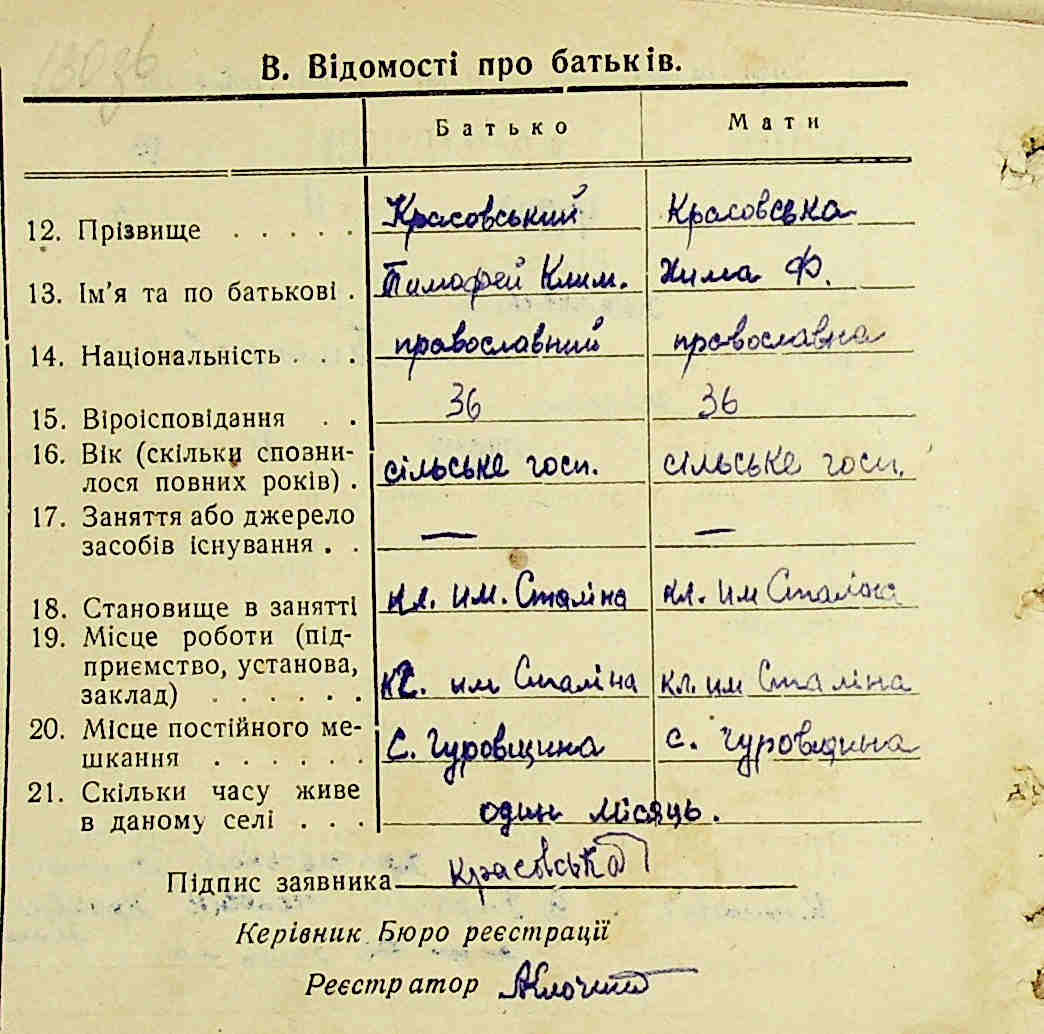 130зб
В. Відомості про батьків.
Батько Мати
12. Прізвище . . . . . Красовський Красовська
13. Ім'я та по батькові . Тимофей Клим. Хима Ф.
14. Національність . . . православний православна
15. Віроісповідання . . 36 36
16. Вік (скільки сповни-
лося повних років) . сільське госп. сільське госп.
17. Заняття або джерело
засобів існування . . — —
18. Становище в занятті кл. им. Сталіна кл. им Сталіна
19. Місце роботи (під-
приємство, установа,
заклад) . . . . . . кл. им Сталіна кл. им Сталіна
20. Місце постійного ме-
шкання . . . . . . С. Гуровщина с. Гуровщина
21. Скільки часу живе
в даному селі . . . один місяць.
Підпис заявника Красовська
Керівник Бюро реєстрації
Реєстратор